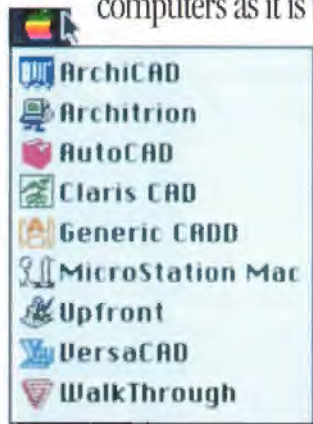 computers as it is
ArchiCAD
Architrion
AutoCAD
Claris CAD
Generic CADD
MicroStation Mac
Upfront
VersaCAD
WalkThrough